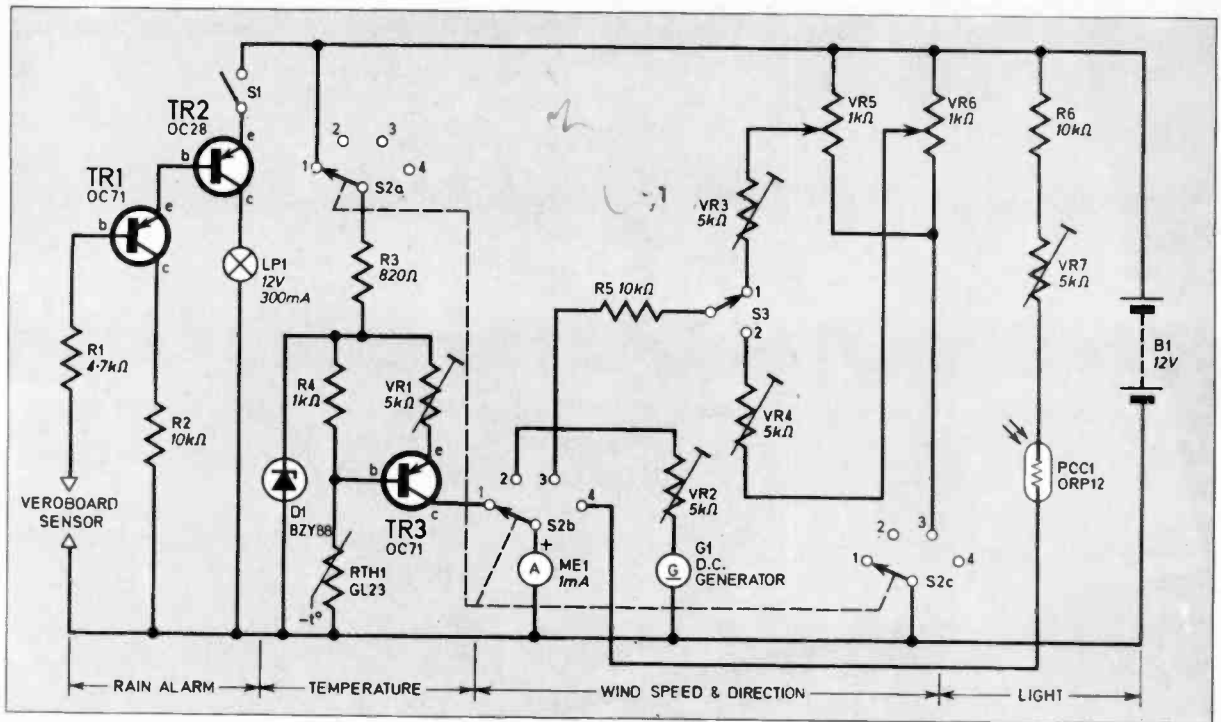 TR2
OC28
S1
e
b
c
TR1
OC71
e
b
c
LP1
12V
300mA
R1
4·7kΩ
R2
10kΩ
VEROBOARD
SENSOR
1
2
3
4
S2a
R3
820Ω
R4
1kΩ
VR1
5kΩ
D1
BZY88
b
e
c
TR3
OC71
RTH1
GL23
-t°
1
2
3
4
S2b
+
A
ME1
1mA
R5 10kΩ
VR2
5kΩ
G
G1
D.C.
GENERATOR
VR3
5kΩ
1
S3
2
VR4
5kΩ
VR5
1kΩ
VR6
1kΩ
1
2
3
4
S2c
R6
10kΩ
VR7
5kΩ
PCC1
ORP12
B1
12V
RAIN ALARM
TEMPERATURE
WIND SPEED & DIRECTION
LIGHT